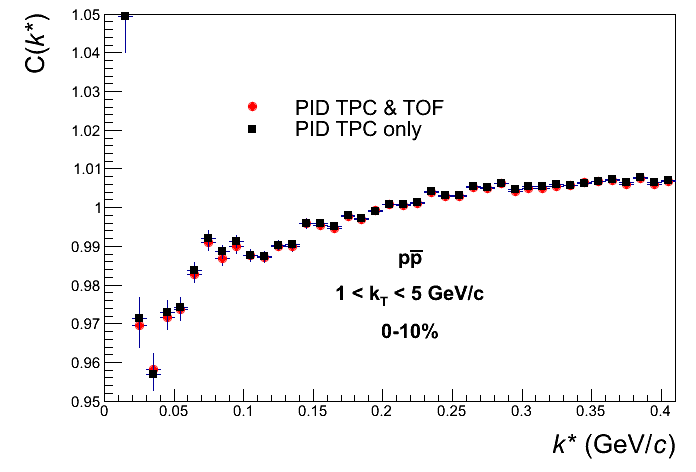 C(k*)
1.05
1.04
1.03
1.02
1.01
1
0.99
0.98
0.97
0.96
0.95
PID TPC & TOF
PID TPC only
pp̅
1 < kT < 5 GeV/c
0-10%
0 0.05 0.1 0.15 0.2 0.25 0.3 0.35 0.4
k* (GeV/c)